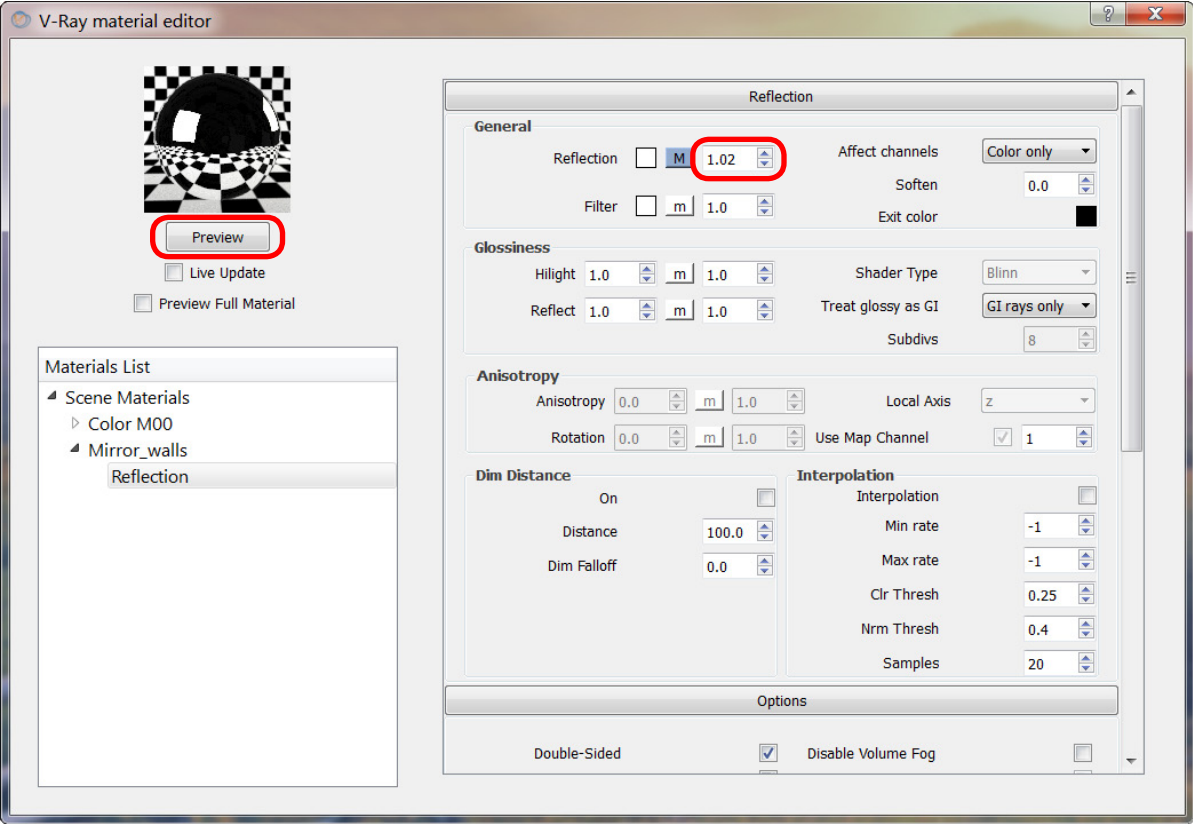 V-Ray material editor
?
X
Preview
Live Update
Preview Full Material
Materials List
Scene Materials
Color M00
Mirror_walls
Reflection
Reflection
General
Reflection M 1.02 Affect channels Color only
Soften 0.0
Filter m 1.0 Exit color
Glossiness
Hilight 1.0 m 1.0 Shader Type Blinn
Reflect 1.0 m 1.0 Treat glossy as GI GI rays only
Subdivs 8
Anisotropy
Anisotropy 0.0 m 1.0 Local Axis z
Rotation 0.0 m 1.0 Use Map Channel 1
Dim Distance
On
Distance 100.0
Dim Falloff 0.0
Interpolation
Interpolation
Min rate -1
Max rate -1
Clr Thresh 0.25
Nrm Thresh 0.4
Samples 20
Options
Double-Sided Disable Volume Fog